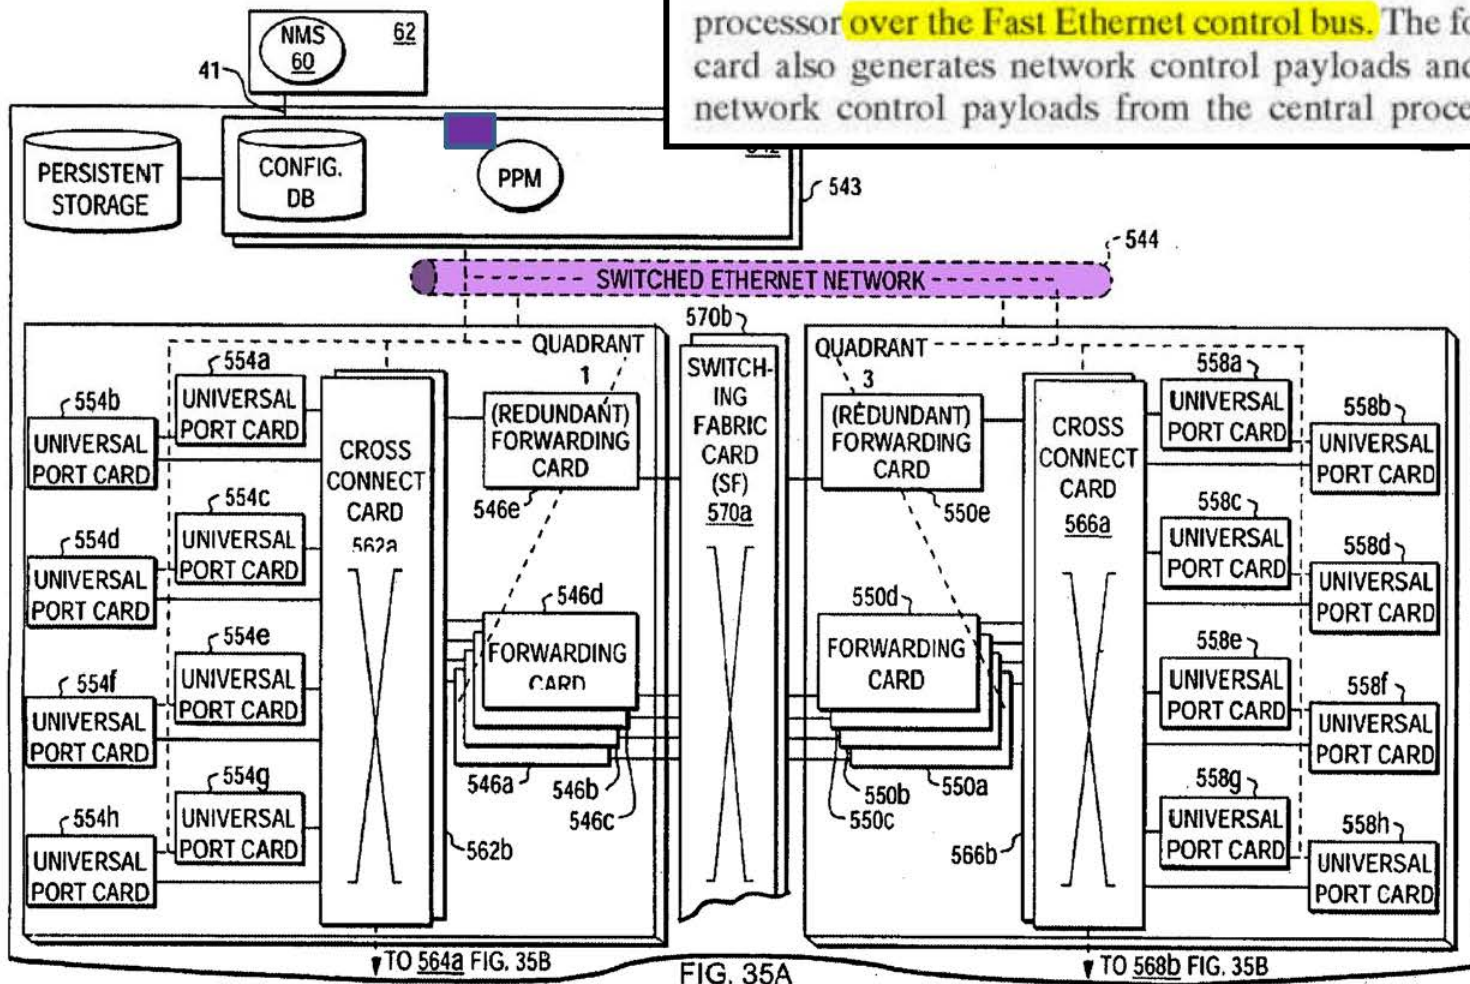 processor over the Fast Ethernet control bus. The fo
card also generates network control payloads and
network control payloads from the central proce
NMS
60
62
41
PERSISTENT
STORAGE
CONFIG.
DB
PPM
543
544
SWITCHED ETHERNET NETWORK
QUADRANT
1
570b
QUADRANT
3
554a
UNIVERSAL
PORT CARD
554b
UNIVERSAL
PORT CARD
554c
UNIVERSAL
PORT CARD
554d
UNIVERSAL
PORT CARD
554e
UNIVERSAL
PORT CARD
554f
UNIVERSAL
PORT CARD
554g
UNIVERSAL
PORT CARD
554h
UNIVERSAL
PORT CARD
CROSS
CONNECT
CARD
562a
562b
(REDUNDANT)
FORWARDING
CARD
546e
546d
FORWARDING
CARD
546a
546b
546c
SWITCH-
ING
FABRIC
CARD
(SF)
570a
(REDUNDANT)
FORWARDING
CARD
550e
550d
FORWARDING
CARD
550b
550a
550c
CROSS
CONNECT
CARD
566a
566b
558a
UNIVERSAL
PORT CARD
558b
UNIVERSAL
PORT CARD
558c
UNIVERSAL
PORT CARD
558d
UNIVERSAL
PORT CARD
558e
UNIVERSAL
PORT CARD
558f
UNIVERSAL
PORT CARD
558g
UNIVERSAL
PORT CARD
558h
UNIVERSAL
PORT CARD
TO 564a FIG. 35B
FIG. 35A
TO 568b FIG. 35B